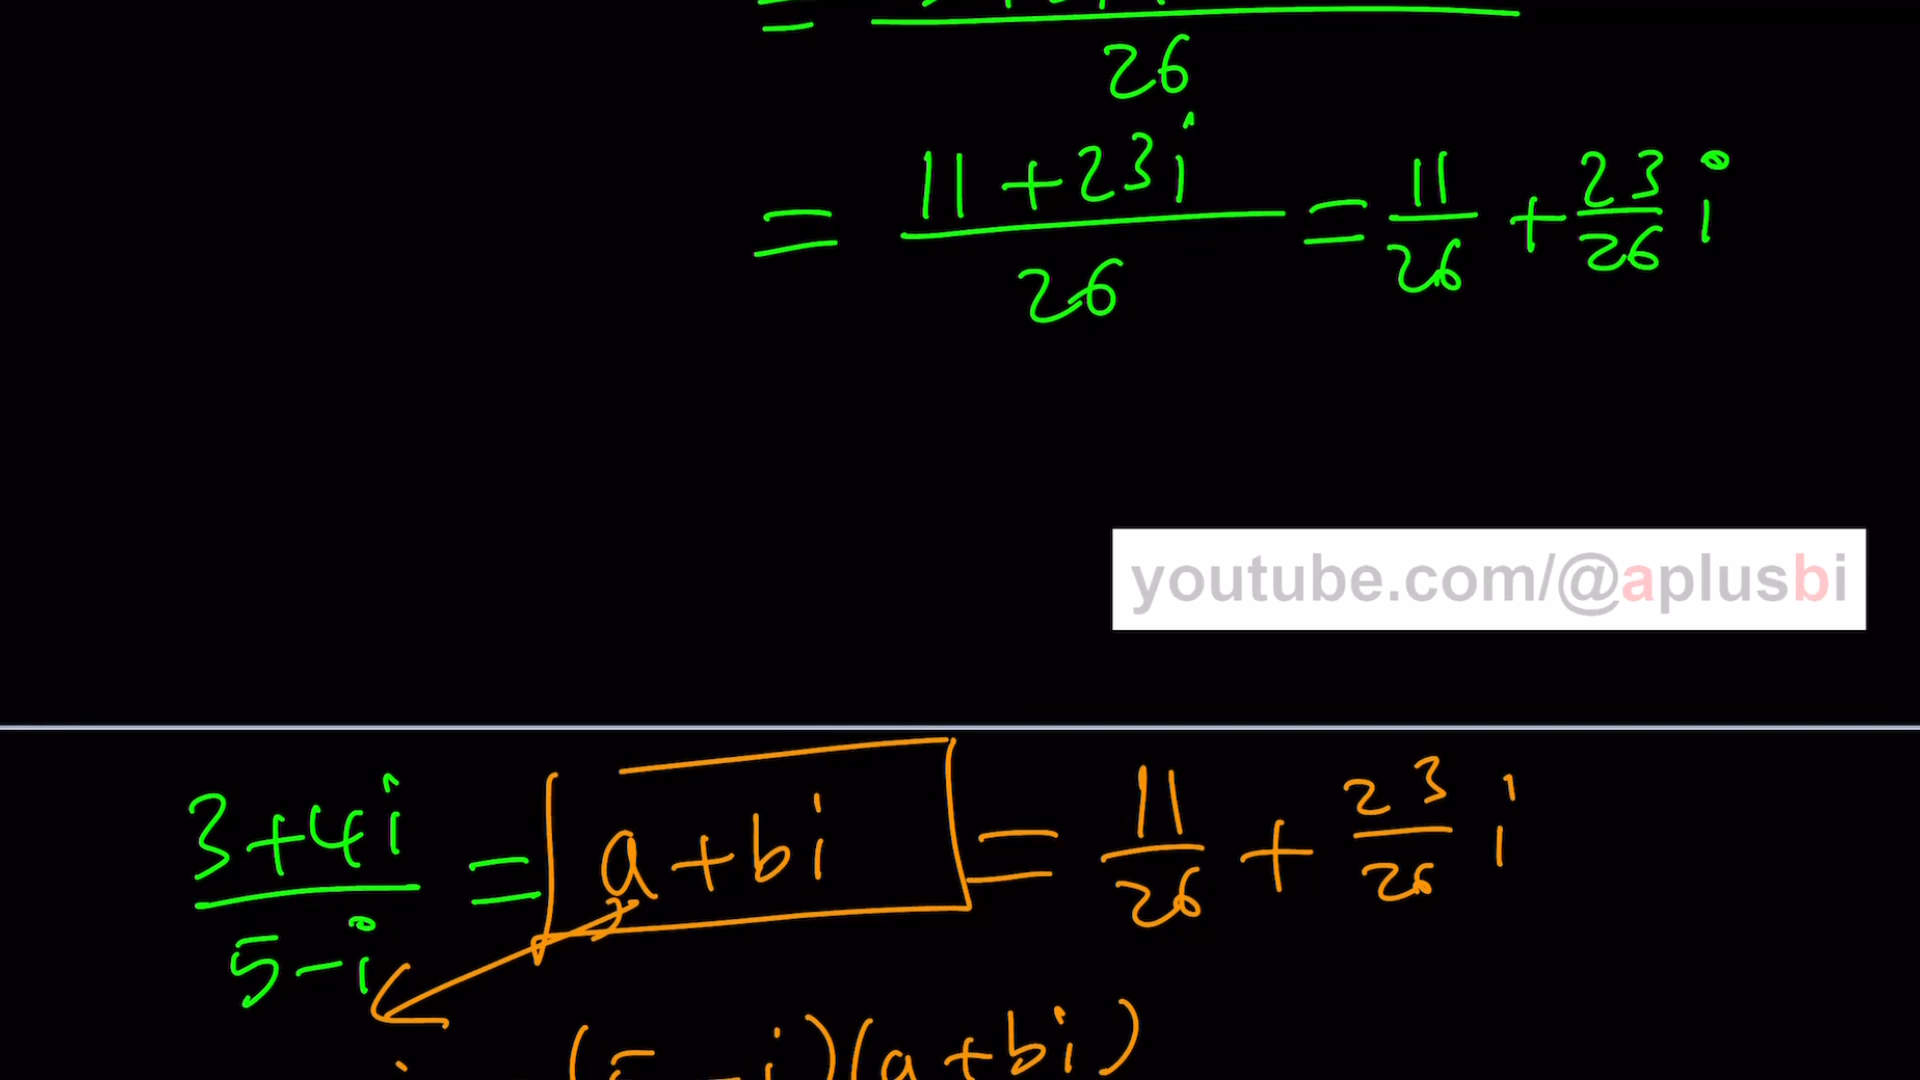 26
= 11 + 23i / 26 = 11/26 + 23/26 i
youtube.com/@aplusbi
3+4i / 5-i = a+bi = 11/26 + 23/26 i
(5-i)(a+bi)